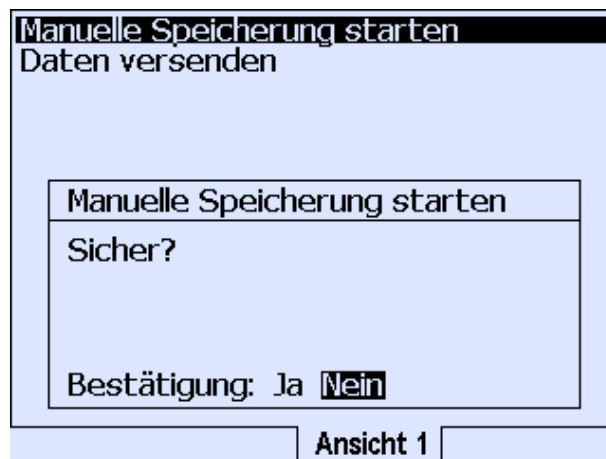 Manuelle Speicherung starten
Daten versenden
Manuelle Speicherung starten
Sicher?
Bestätigung: Ja Nein
Ansicht 1